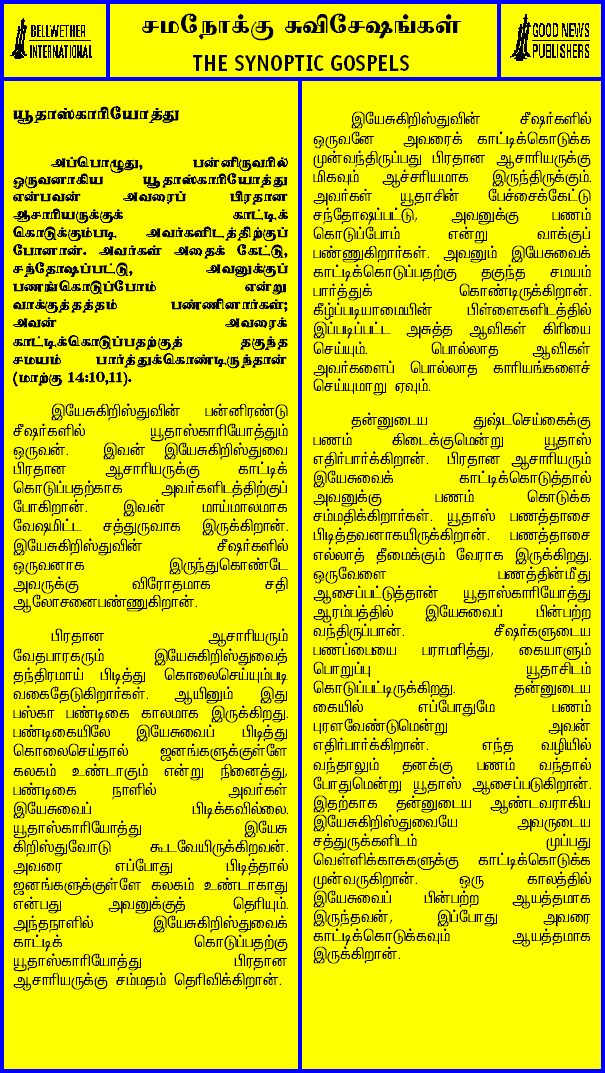 BELLWETHER
INTERNATIONAL
சமநோக்கு சுவிசேஷங்கள்
THE SYNOPTIC GOSPELS
GOOD NEWS
PUBLISHERS
யூதாஸ்காரியோத்து
அப்பொழுது, பன்னிருவரில்
ஒருவனாகிய யூதாஸ்காரியோத்து
என்பவன் அவரைப் பிரதான
ஆசாரியருக்குக் காட்டிக்
கொடுக்கும்படி அவர்களிடத்திற்குப்
போனான். அவர்கள் அதைக் கேட்டு,
சந்தோஷப்பட்டு, அவனுக்குப்
பணங்கொடுப்போம் என்று
வாக்குத்தத்தம் பண்ணினார்கள்;
அவன் அவரைக்
காட்டிக்கொடுப்பதற்குத் தகுந்த
சமயம் பார்த்துக்கொண்டிருந்தான்
(மாற்கு 14:10,11).
இயேசுகிறிஸ்துவின் பன்னிரண்டு
சீஷர்களில் யூதாஸ்காரியோத்தும்
ஒருவன். இவன் இயேசுகிறிஸ்துவை
பிரதான ஆசாரியருக்கு காட்டிக்
கொடுப்பதற்காக அவர்களிடத்திற்குப்
போகிறான். இவன் மாய்மாலமாக
வேஷமிட்ட சத்துருவாக இருக்கிறான்.
இயேசுகிறிஸ்துவின் சீஷர்களில்
ஒருவனாக இருந்துகொண்டே
அவருக்கு விரோதமாக சதி
ஆலோசனைபண்ணுகிறான்.
பிரதான ஆசாரியரும்
வேதபாரகரும் இயேசுகிறிஸ்துவைத்
தந்திரமாய் பிடித்து கொலைசெய்யும்படி
வகைதேடுகிறார்கள். ஆயினும் இது
பஸ்கா பண்டிகை காலமாக இருக்கிறது.
பண்டிகையிலே இயேசுவைப் பிடித்து
கொலைசெய்தால் ஜனங்களுக்குள்ளே
கலகம் உண்டாகும் என்று நினைத்து,
பண்டிகை நாளில் அவர்கள்
இயேசுவைப் பிடிக்கவில்லை.
யூதாஸ்காரியோத்து இயேசு
கிறிஸ்துவோடு கூடவேயிருக்கிறவன்.
அவரை எப்போது பிடித்தால்
ஜனங்களுக்குள்ளே கலகம் உண்டாகாது
என்பது அவனுக்குத் தெரியும்.
அந்தநாளில் இயேசுகிறிஸ்துவைக்
காட்டிக் கொடுப்பதற்கு
யூதாஸ்காரியோத்து பிரதான
ஆசாரியருக்கு சம்மதம் தெரிவிக்கிறான்.
இயேசுகிறிஸ்துவின் சீஷர்களில்
ஒருவனே அவரைக் காட்டிக்கொடுக்க
முன்வந்திருப்பது பிரதான ஆசாரியருக்கு
மிகவும் ஆச்சரியமாக இருந்திருக்கும்.
அவர்கள் யூதாசின் பேச்சைக்கேட்டு
சந்தோஷப்பட்டு, அவனுக்கு பணம்
கொடுப்போம் என்று வாக்குப்
பண்ணுகிறார்கள். அவனும் இயேசுவைக்
காட்டிக்கொடுப்பதற்கு தகுந்த சமயம்
பார்த்துக் கொண்டிருக்கிறான்.
கீழ்ப்படியாமையின் பிள்ளைகளிடத்தில்
இப்படிப்பட்ட அசுத்த ஆவிகள் கிரியை
செய்யும். பொல்லாத ஆவிகள்
அவர்களைப் பொல்லாத காரியங்களைச்
செய்யுமாறு ஏவும்.
தன்னுடைய துஷ்டசெய்கைக்கு
பணம் கிடைக்குமென்று யூதாஸ்
எதிர்பார்க்கிறான். பிரதான ஆசாரியரும்
இயேசுவைக் காட்டிக்கொடுத்தால்
அவனுக்கு பணம் கொடுக்க
சம்மதிக்கிறார்கள். யூதாஸ் பணத்தாசை
பிடித்தவனாகயிருக்கிறான். பணத்தாசை
எல்லாத் தீமைக்கும் வேராக இருக்கிறது.
ஒருவேளை பணத்தின்மீது
ஆசைப்பட்டுத்தான் யூதாஸ்காரியோத்து
ஆரம்பத்தில் இயேசுவைப் பின்பற்ற
வந்திருப்பான். சீஷர்களுடைய
பணப்பையை பராமரித்து, கையாளும்
பொறுப்பு யூதாசிடம்
கொடுப்பட்டிருக்கிறது. தன்னுடைய
கையில் எப்போதுமே பணம்
புரளவேண்டுமென்று அவன்
எதிர்பார்க்கிறான். எந்த வழியில்
வந்தாலும் தனக்கு பணம் வந்தால்
போதுமென்று யூதாஸ் ஆசைப்படுகிறான்.
இதற்காக தன்னுடைய ஆண்டவராகிய
இயேசுகிறிஸ்துவையே அவருடைய
சத்துருக்களிடம் முப்பது
வெள்ளிக்காசுகளுக்கு காட்டிக்கொடுக்க
முன்வருகிறான். ஒரு காலத்தில்
இயேசுவைப் பின்பற்ற ஆயத்தமாக
இருந்தவன், இப்போது அவரை
காட்டிக்கொடுக்கவும் ஆயத்தமாக
இருக்கிறான்.